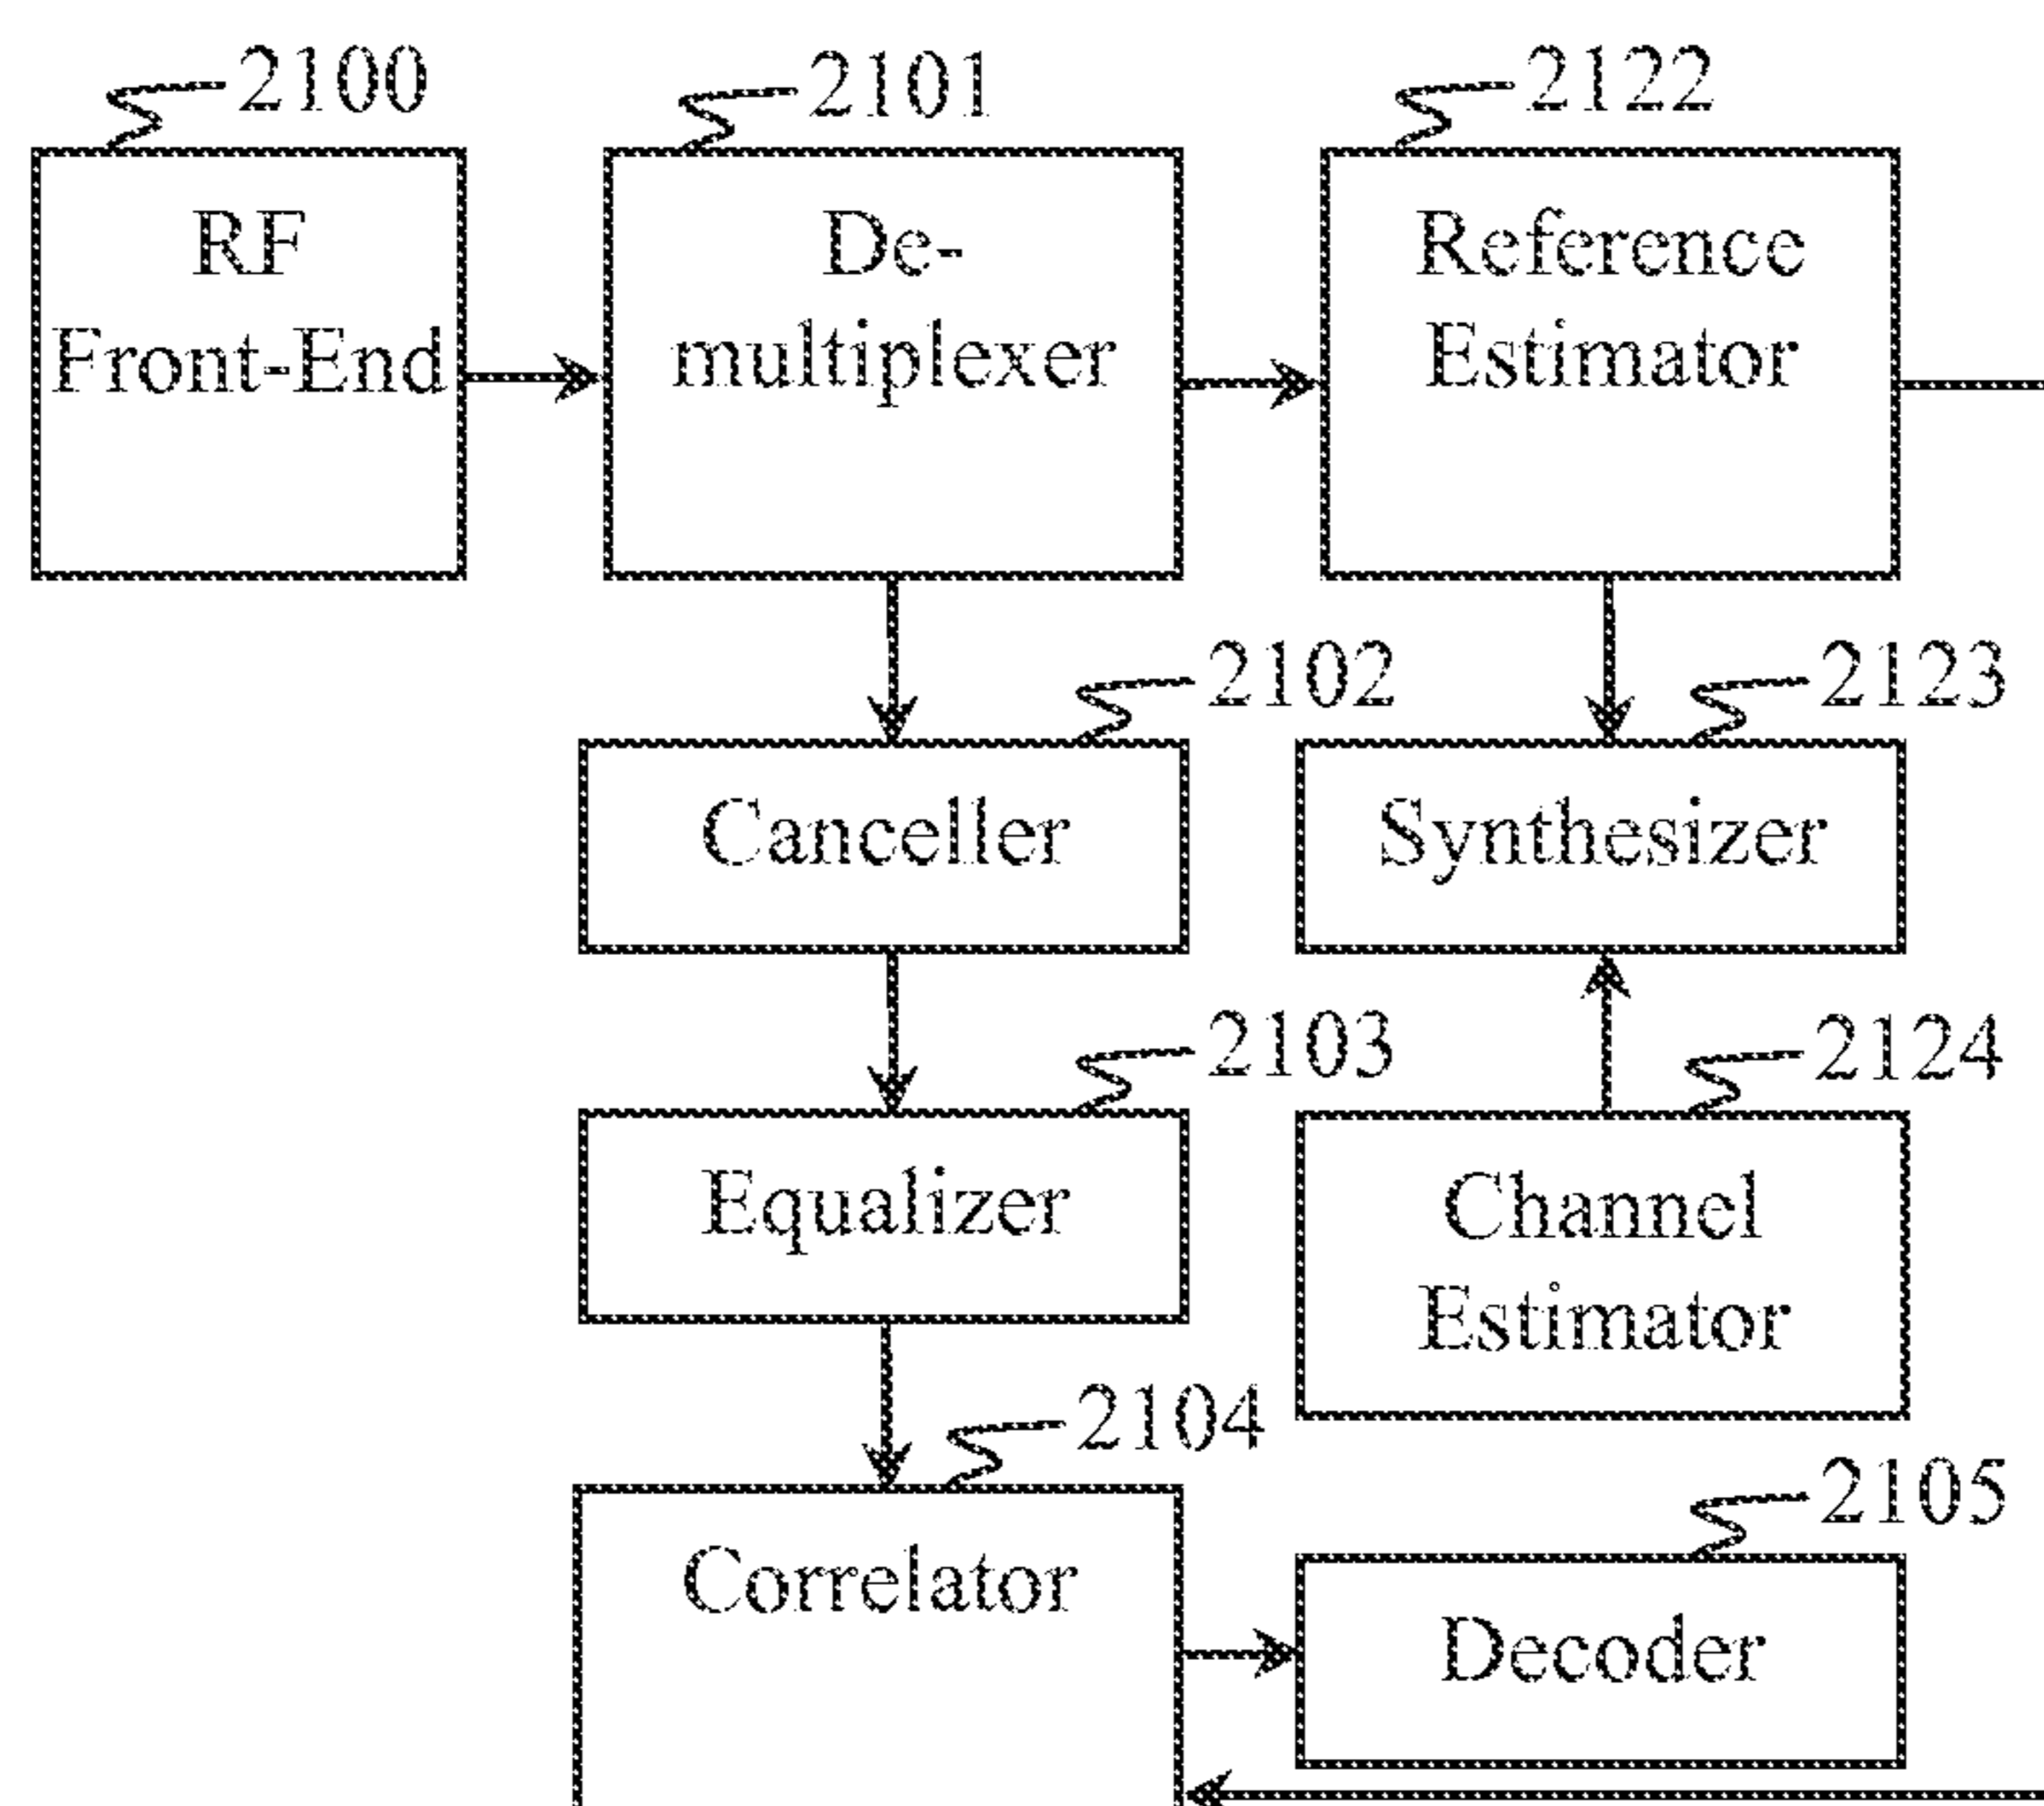 2100
2101
2122
RF
Front-End
De-
multiplexer
Reference
Estimator
2102
2123
Canceller
Synthesizer
2103
2124
Equalizer
Channel
Estimator
2104
2105
Correlator
Decoder